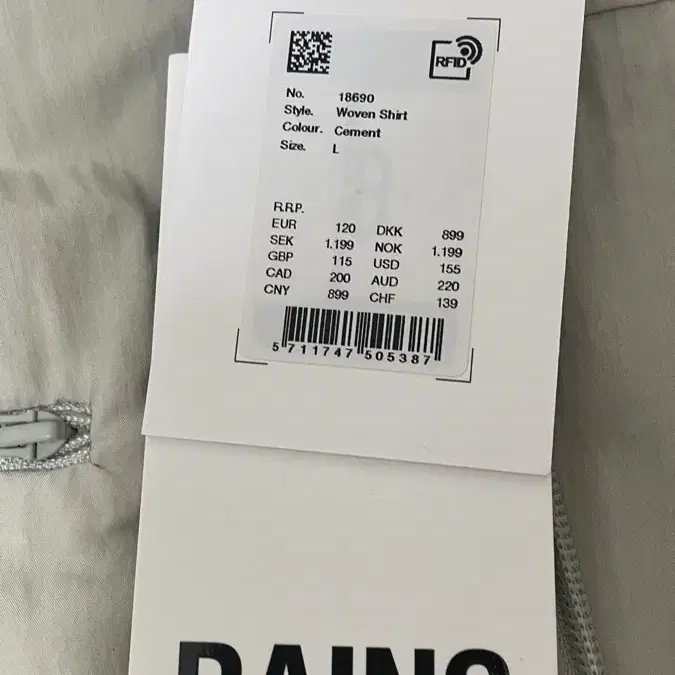 RFID
No. 18690
Style. Woven Shirt
Colour. Cement
Size. L
R.R.P.
EUR 120 DKK 899
SEK 1.199 NOK 1.199
GBP 115 USD 155
CAD 200 AUD 220
CNY 899 CHF 139
5 711747 505387
RAINS